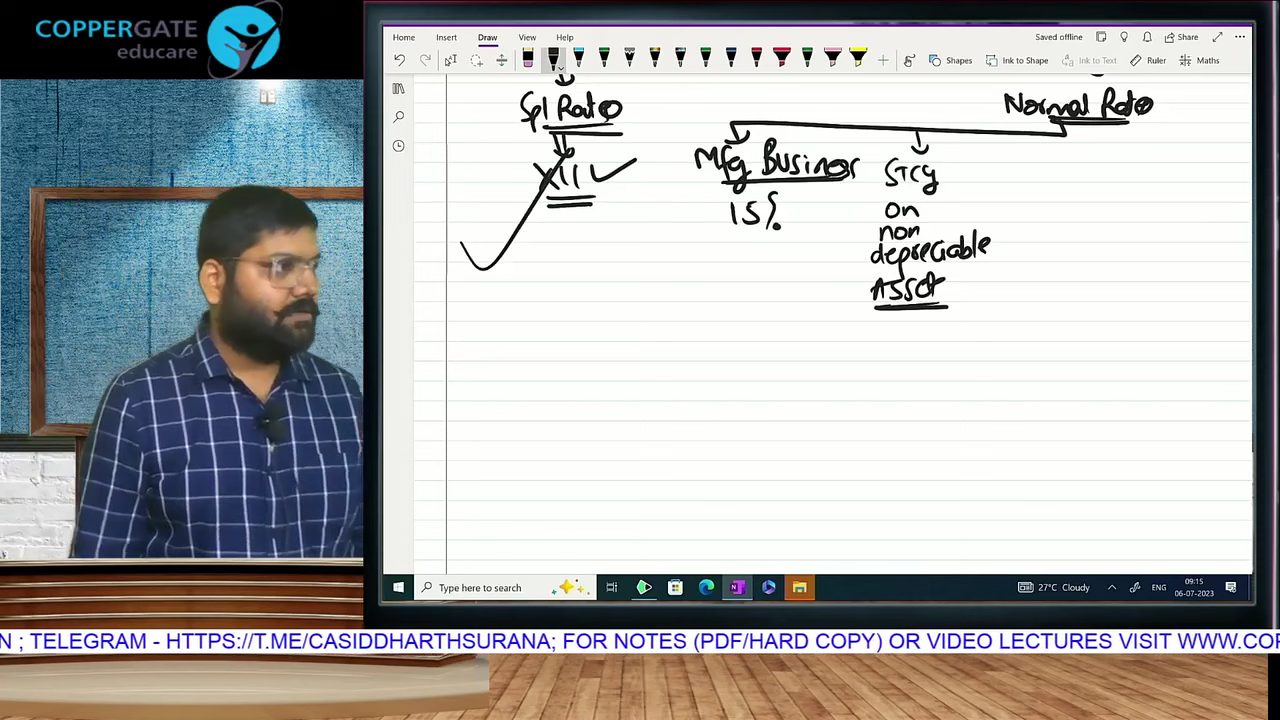 COPPERGATE
educare
Home Insert Draw View Help
Saved offline
Share
Shapes
Ink to Shape
Ink to Text
Ruler
Maths
Spl Rates
Normal Rates
XII
Mfg Business
15%
STCG
on
non
depreciable
Asset
Type here to search
27°C Cloudy
ENG
09:15
06-07-2023
N ; TELEGRAM - HTTPS://T.ME/CASIDDHARTHSURANA; FOR NOTES (PDF/HARD COPY) OR VIDEO LECTURES VISIT WWW.COP